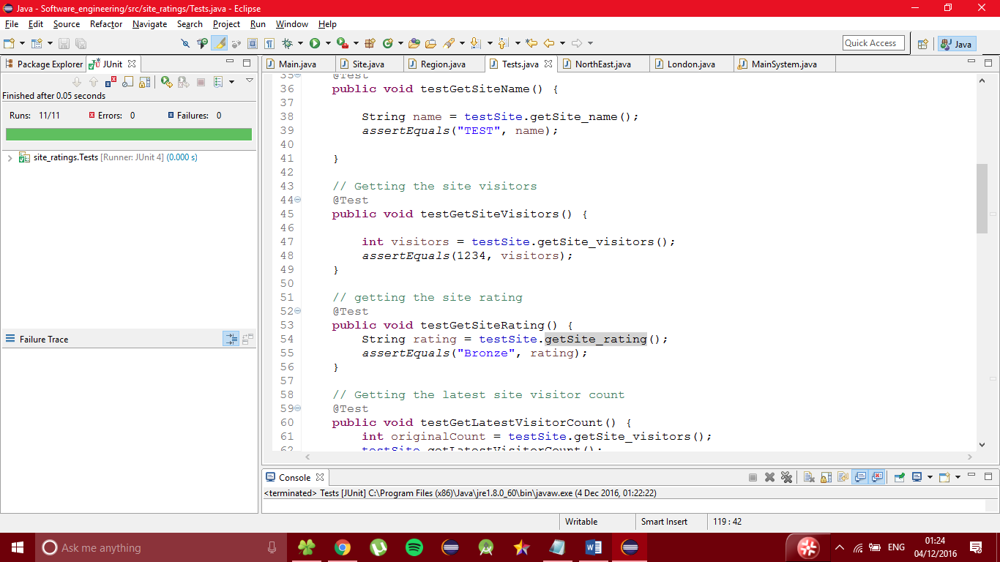 Java - Software_engineering/src/site_ratings/Tests.java - Eclipse
File Edit Source Refactor Navigate Search Project Run Window Help
Quick Access
Java
Package Explorer JUnit
Finished after 0.05 seconds
Runs: 11/11 Errors: 0 Failures: 0
site_ratings.Tests [Runner: JUnit 4] (0.000 s)
Failure Trace
Main.java Site.java Region.java Tests.java NorthEast.java London.java MainSystem.java
35 @Test
36 public void testGetSiteName() {
37
38 String name = testSite.getSite_name();
39 assertEquals("TEST", name);
40
41 }
42
43 // Getting the site visitors
44 @Test
45 public void testGetSiteVisitors() {
46
47 int visitors = testSite.getSite_visitors();
48 assertEquals(1234, visitors);
49 }
50
51 // getting the site rating
52 @Test
53 public void testGetSiteRating() {
54 String rating = testSite.getSite_rating();
55 assertEquals("Bronze", rating);
56 }
57
58 // Getting the latest site visitor count
59 @Test
60 public void testGetLatestVisitorCount() {
61 int originalCount = testSite.getSite_visitors();
62 testSite.getLatestVisitorCount();
Console
<terminated> Tests [JUnit] C:\Program Files (x86)\Java\jre1.8.0_60\bin\javaw.exe (4 Dec 2016, 01:22:22)
Writable Smart Insert 119 : 42
Ask me anything
ENG
01:24
04/12/2016